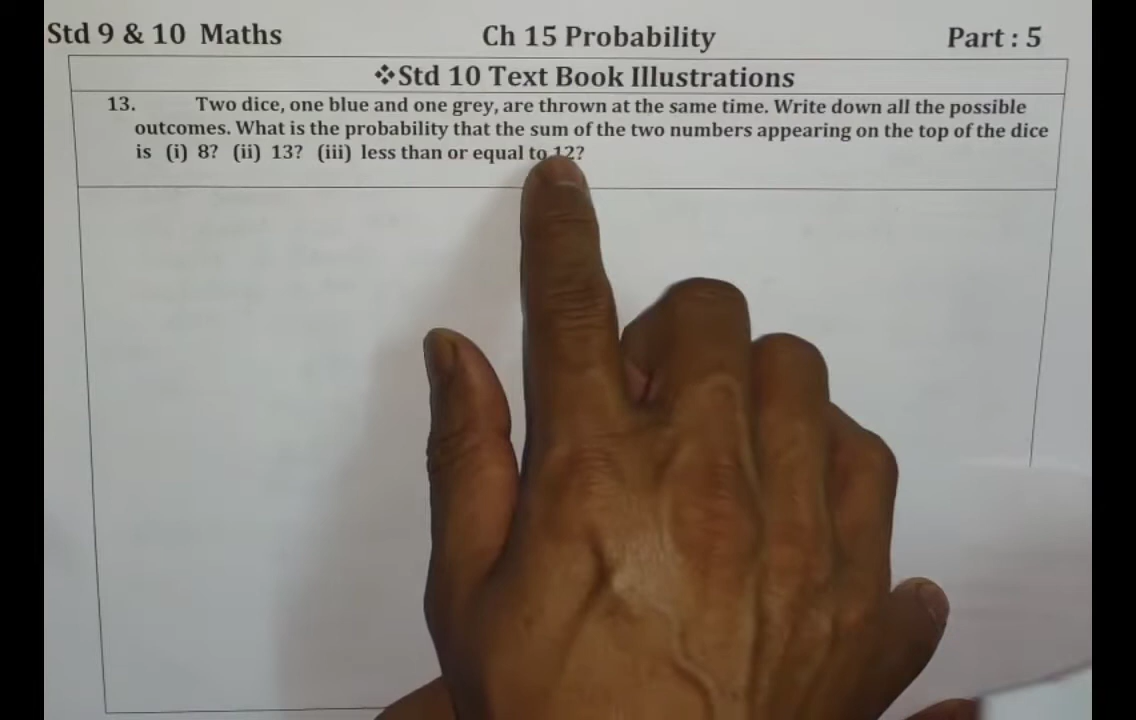 Std 9 & 10 Maths Ch 15 Probability Part : 5
❖Std 10 Text Book Illustrations
13. Two dice, one blue and one grey, are thrown at the same time. Write down all the possible
outcomes. What is the probability that the sum of the two numbers appearing on the top of the dice
is (i) 8? (ii) 13? (iii) less than or equal to 12?